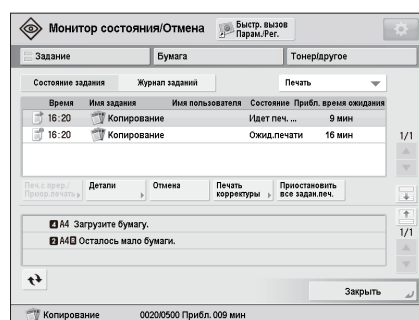 Монитор состояния/Отмена
Быстр. вызов
Парам./Рег.
Задание Бумага Тонер/другое
Состояние задания Журнал заданий Печать
Время Имя задания Имя пользователя Состояние Прибл. время ожидания
16:20 Копирование Идет печ. ... 9 мин
16:20 Копирование Ожид.печати 16 мин
1/1
Печ.с прер./
Приор.печать
Детали
Отмена
Печать
корректуры
Приостановить
все задан.печ.
4 A4 Загрузите бумагу.
2 A4R Осталось мало бумаги.
1/1
Закрыть
Копирование 0020/0500 Прибл. 009 мин